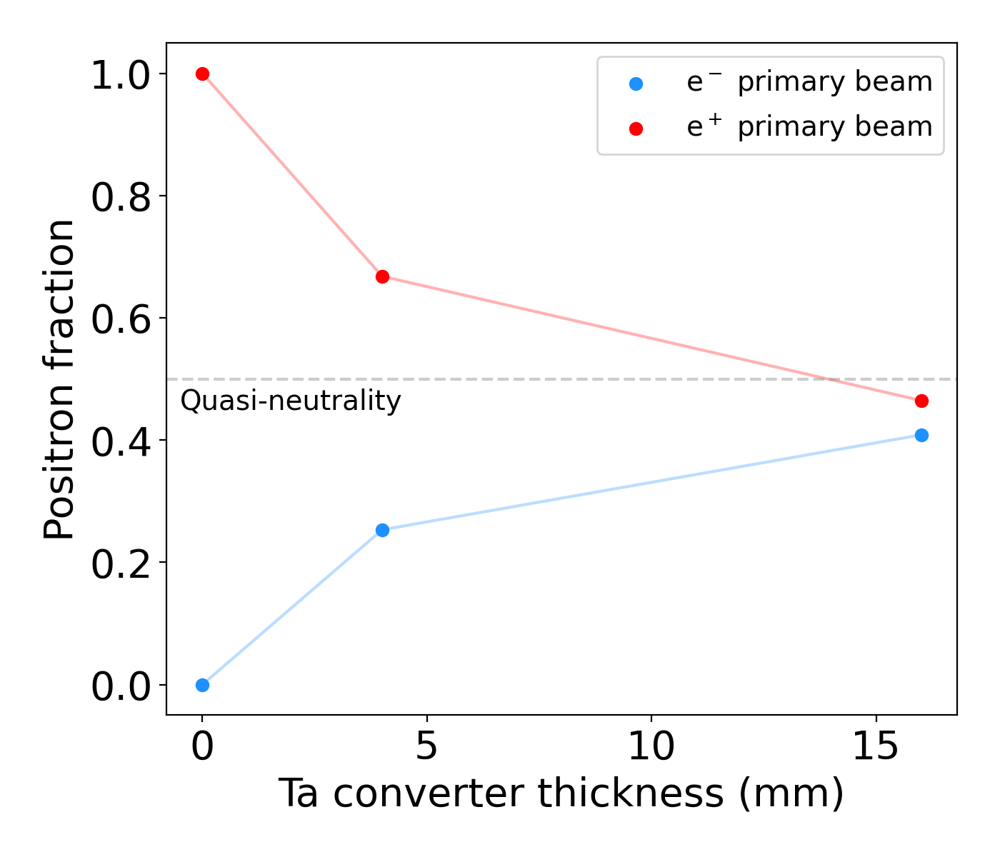 e⁻ primary beam
e⁺ primary beam
Positron fraction
1.0
0.8
0.6
0.4
0.2
0.0
Quasi-neutrality
0 5 10 15
Ta converter thickness (mm)